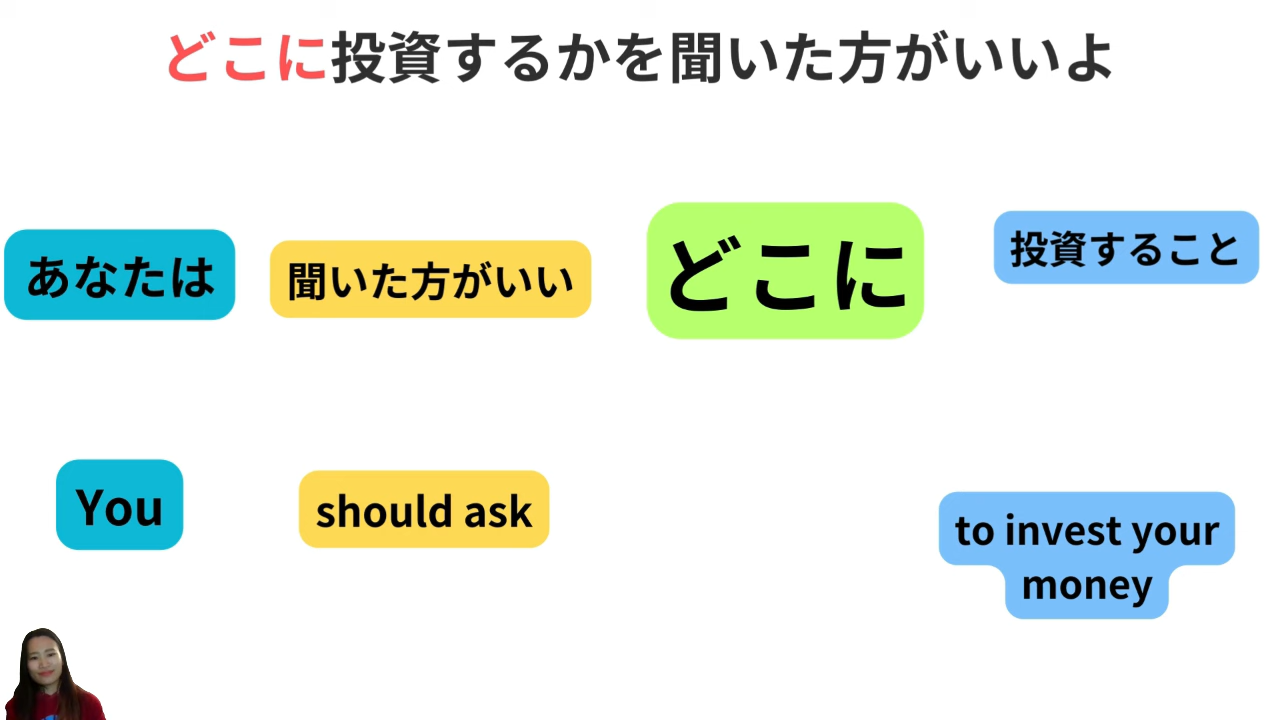 どこに投資するかを聞いた方がいいよ
あなたは
聞いた方がいい
どこに
投資すること
You
should ask
to invest your
money